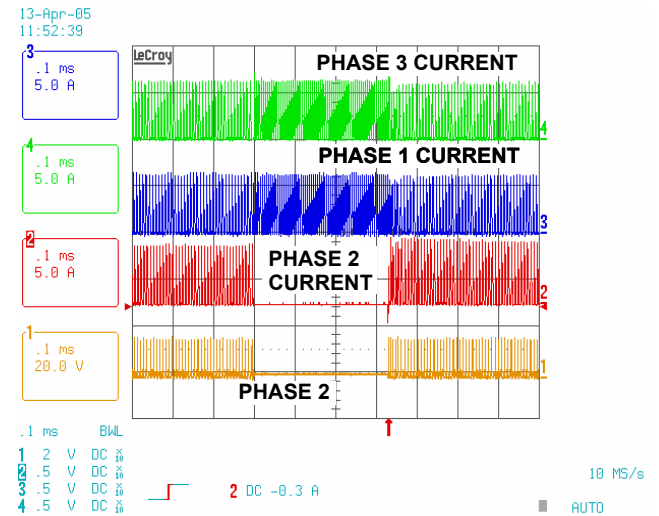 13-Apr-05
11:52:39
3
.1 ms
5.0 A
LeCroy
PHASE 3 CURRENT
4
4
.1 ms
5.0 A
PHASE 1 CURRENT
3
2
.1 ms
5.0 A
PHASE 2
CURRENT
2
1
.1 ms
20.0 V
1
PHASE 2
.1 ms BWL
1 2 V DC X10
2 .5 V DC X10
3 .5 V DC X10
4 .5 V DC X10
2 DC -0.3 A
10 MS/s
AUTO